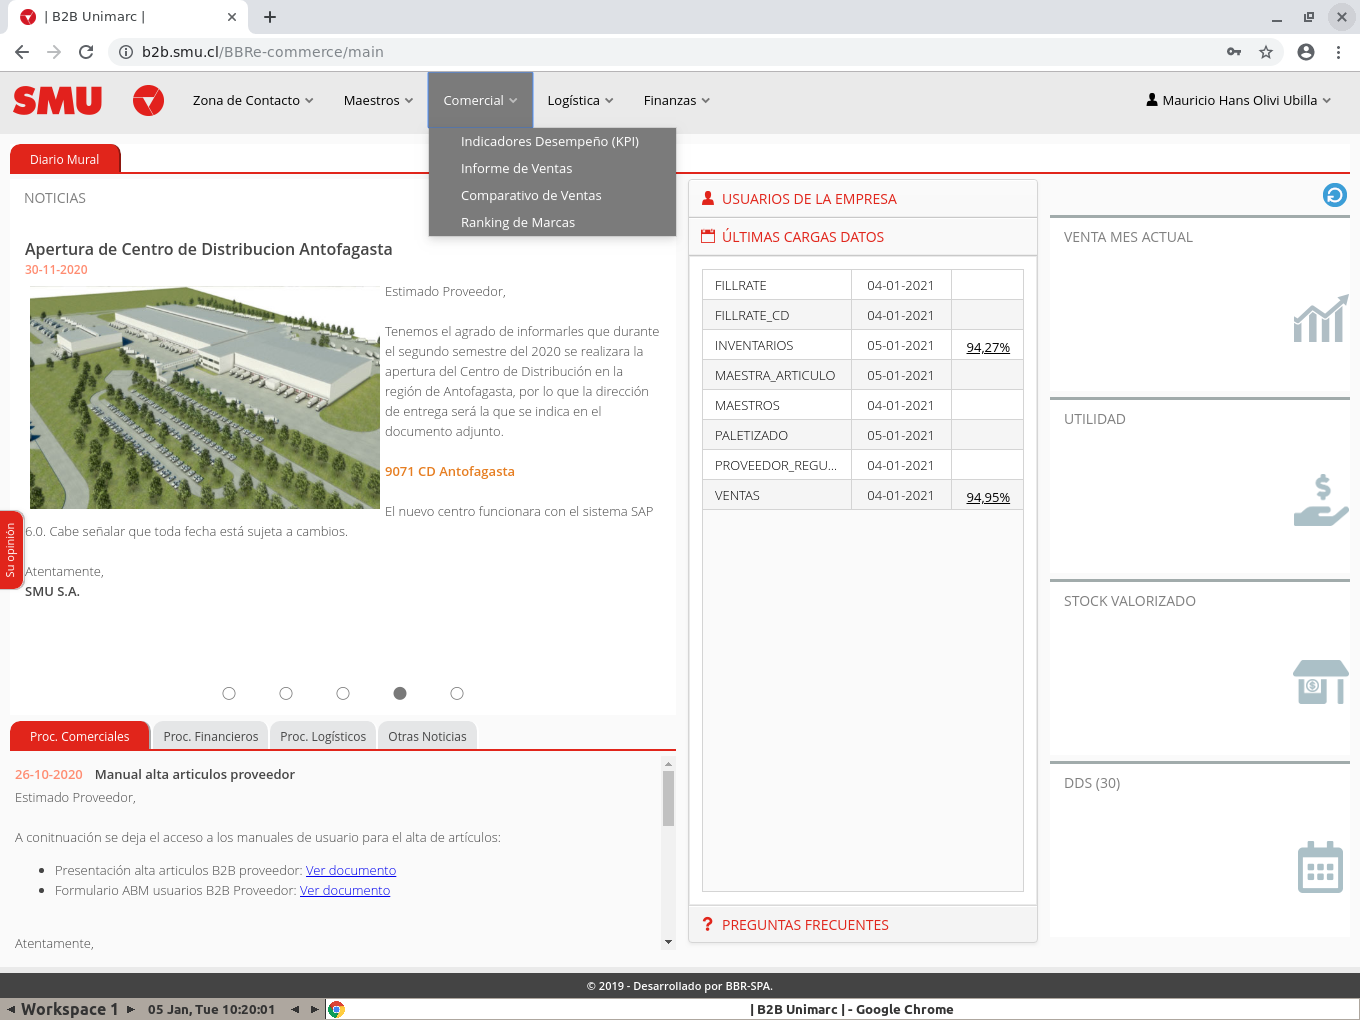 | B2B Unimarc |
b2b.smu.cl/BBRe-commerce/main
SMU
Zona de Contacto
Maestros
Comercial
Logística
Finanzas
Mauricio Hans Olivi Ubilla
Indicadores Desempeño (KPI)
Informe de Ventas
Comparativo de Ventas
Ranking de Marcas
Diario Mural
NOTICIAS
Apertura de Centro de Distribucion Antofagasta
30-11-2020
Estimado Proveedor,
Tenemos el agrado de informarles que durante
el segundo semestre del 2020 se realizara la
apertura del Centro de Distribución en la
región de Antofagasta, por lo que la dirección
de entrega será la que se indica en el
documento adjunto.
9071 CD Antofagasta
El nuevo centro funcionara con el sistema SAP
6.0. Cabe señalar que toda fecha está sujeta a cambios.
Atentamente,
SMU S.A.
Su opinión
Proc. Comerciales
Proc. Financieros
Proc. Logísticos
Otras Noticias
26-10-2020 Manual alta articulos proveedor
Estimado Proveedor,
A conitnuación se deja el acceso a los manuales de usuario para el alta de artículos:
Presentación alta articulos B2B proveedor: Ver documento
Formulario ABM usuarios B2B Proveedor: Ver documento
Atentamente,
USUARIOS DE LA EMPRESA
ÚLTIMAS CARGAS DATOS
FILLRATE 04-01-2021
FILLRATE_CD 04-01-2021
INVENTARIOS 05-01-2021 94,27%
MAESTRA_ARTICULO 05-01-2021
MAESTROS 04-01-2021
PALETIZADO 05-01-2021
PROVEEDOR_REGU... 04-01-2021
VENTAS 04-01-2021 94,95%
PREGUNTAS FRECUENTES
VENTA MES ACTUAL
UTILIDAD
STOCK VALORIZADO
DDS (30)
© 2019 - Desarrollado por BBR-SPA.
Workspace 1
05 Jan, Tue 10:20:01
| B2B Unimarc | - Google Chrome